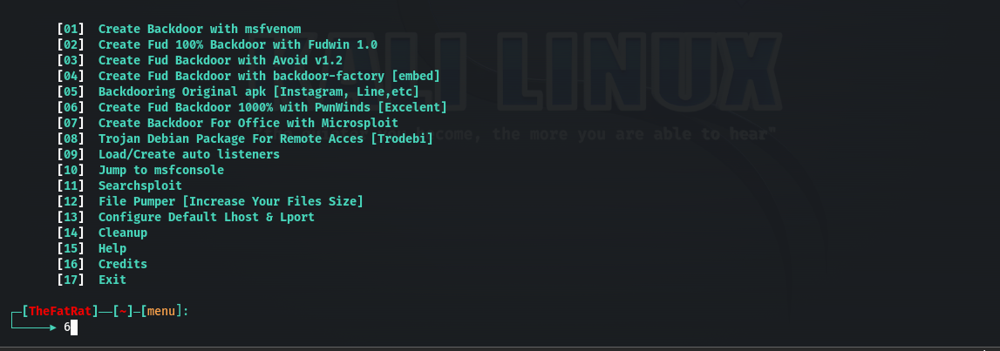 [01] Create Backdoor with msfvenom
[02] Create Fud 100% Backdoor with Fudwin 1.0
[03] Create Fud Backdoor with Avoid v1.2
[04] Create Fud Backdoor with backdoor-factory [embed]
[05] Backdooring Original apk [Instagram, Line,etc]
[06] Create Fud Backdoor 1000% with PwnWinds [Excelent]
[07] Create Backdoor For Office with Microsploit
[08] Trojan Debian Package For Remote Acces [Trodebi]
[09] Load/Create auto listeners
[10] Jump to msfconsole
[11] Searchsploit
[12] File Pumper [Increase Your Files Size]
[13] Configure Default Lhost & Lport
[14] Cleanup
[15] Help
[16] Credits
[17] Exit
[TheFatRat]—[~]—[menu]:
6
LINUX
become, the more you are able to hear"